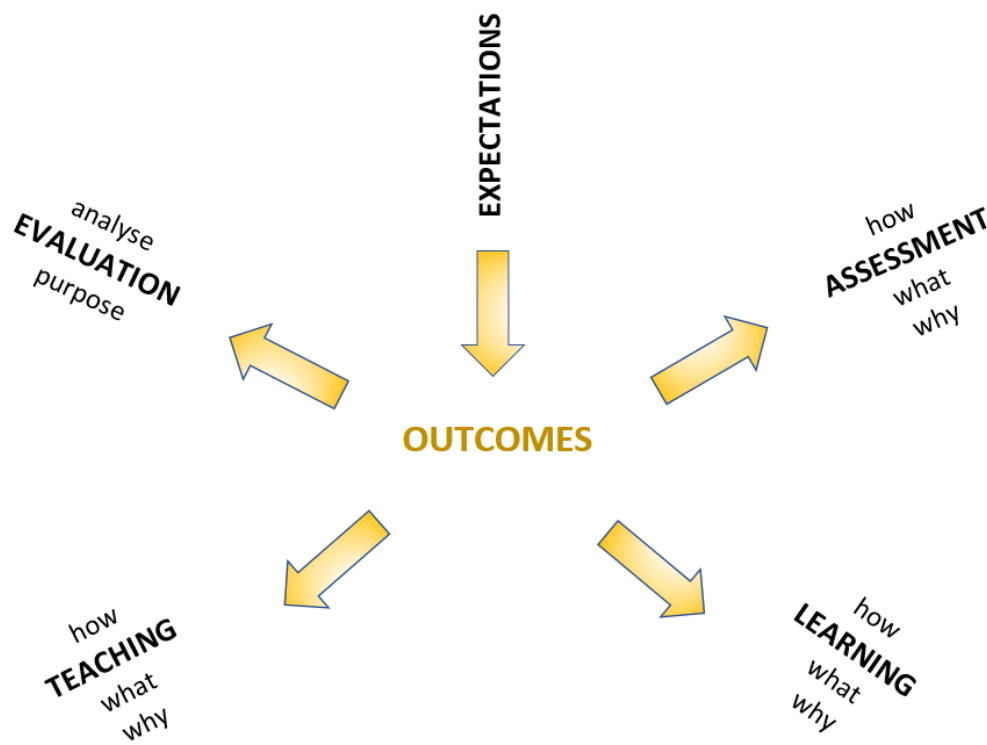 EXPECTATIONS
analyse
EVALUATION
purpose
how
ASSESSMENT
what
why
OUTCOMES
how
TEACHING
what
why
how
LEARNING
what
why